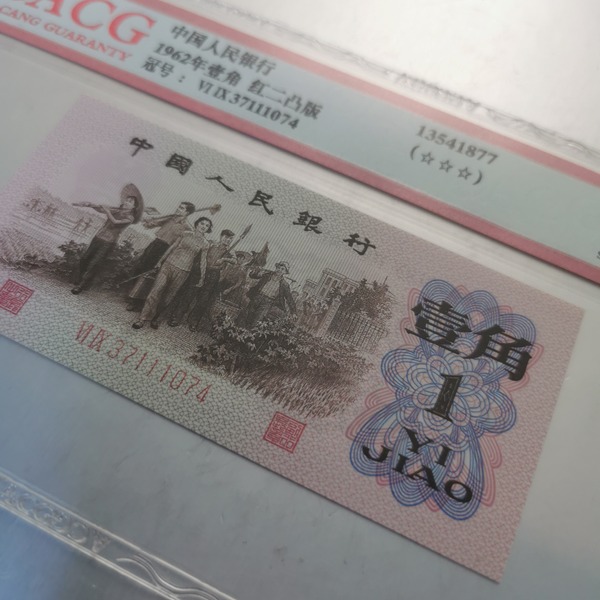 ACG
CANG GUARANTY
中国人民银行
1962年壹角 红二凸版
冠号： VI IX 37111074
13541877
(☆☆☆)
中國人民銀行
壹角
1
YI
JIAO
VI IX 37111074